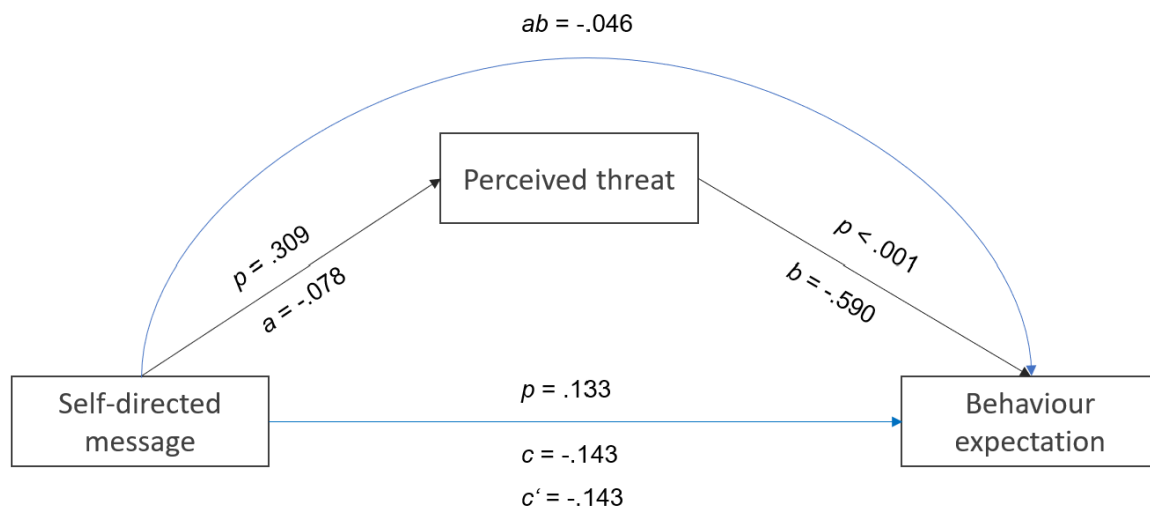 ab = -.046
Perceived threat
p = .309
a = -.078
p < .001
b = -.590
Self-directed
message
p = .133
c = -.143
c‘ = -.143
Behaviour
expectation